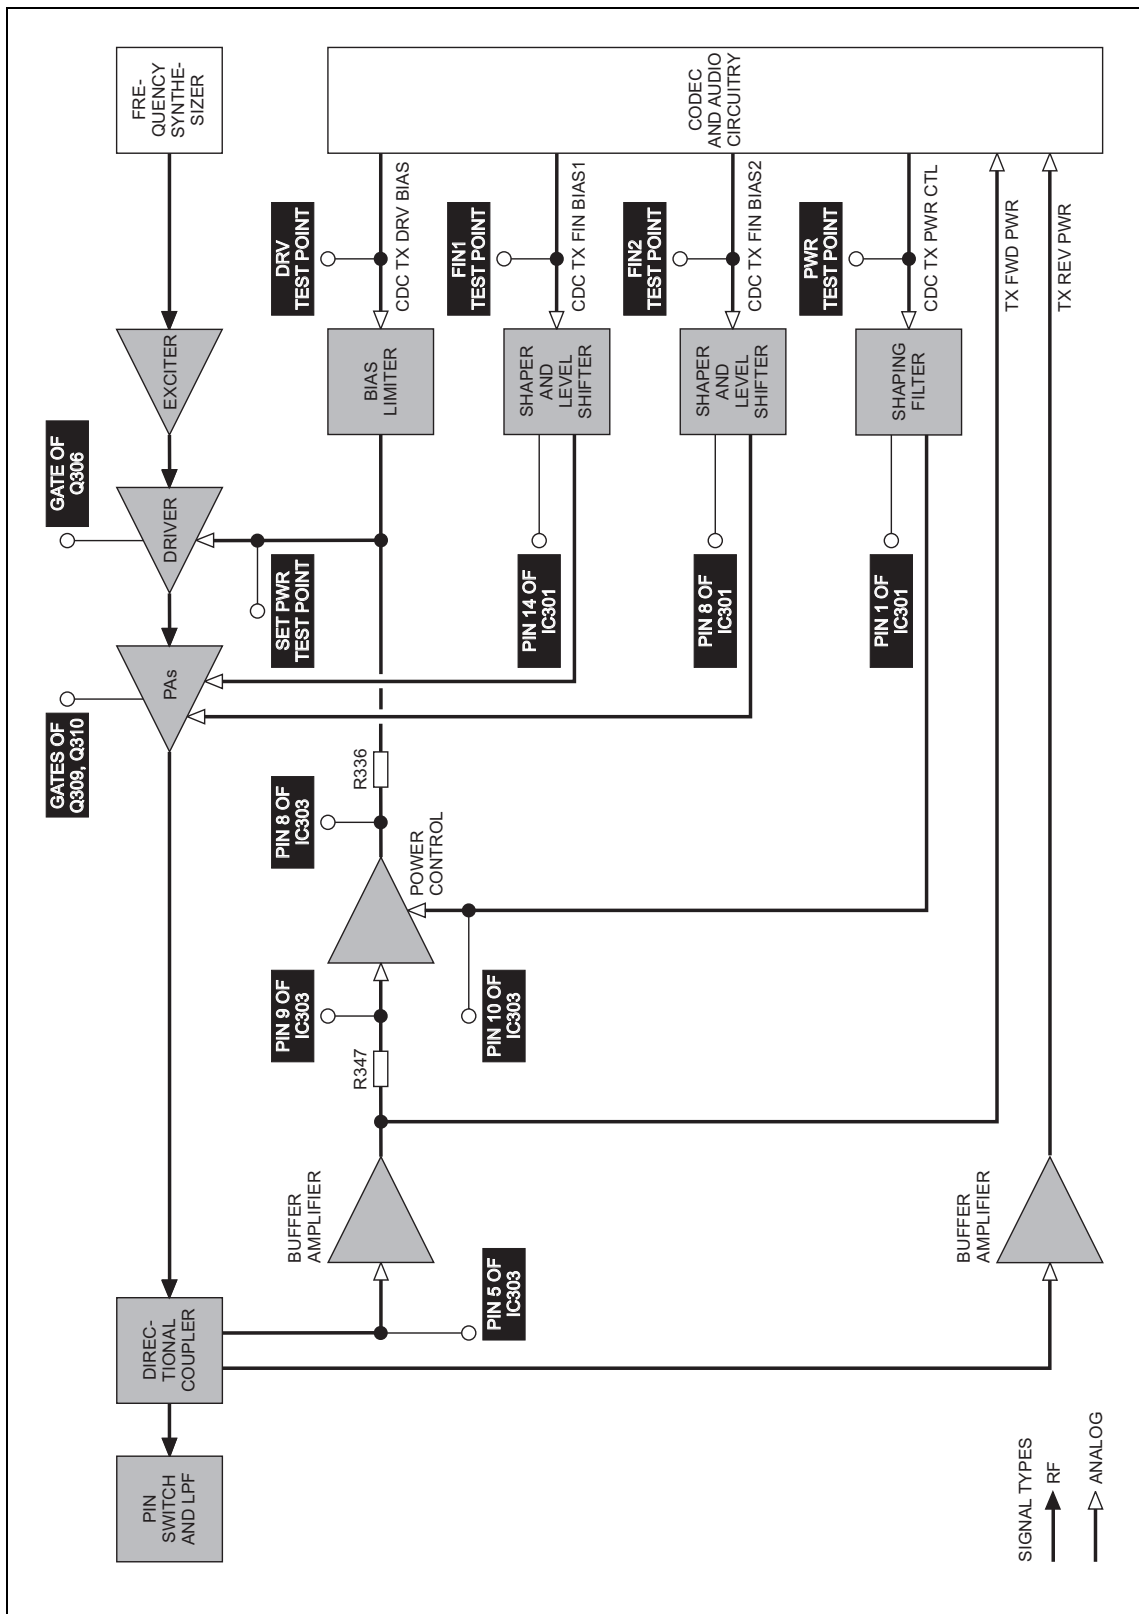 FRE-
QUENCY
SYNTHE-
SIZER
EXCITER
GATE OF
Q306
DRIVER
GATES OF
Q309, Q310
PAs
DIREC-
TIONAL
COUPLER
PIN
SWITCH
AND LPF
CODEC
AND AUDIO
CIRCUITRY
DRV
TEST POINT
CDC TX DRV BIAS
BIAS
LIMITER
SET PWR
TEST POINT
R336
PIN 8 OF
IC303
POWER
CONTROL
PIN 9 OF
IC303
PIN 10 OF
IC303
R347
BUFFER
AMPLIFIER
PIN 5 OF
IC303
FIN1
TEST POINT
CDC TX FIN BIAS1
SHAPER
AND
LEVEL
SHIFTER
PIN 14 OF
IC301
FIN2
TEST POINT
CDC TX FIN BIAS2
SHAPER
AND
LEVEL
SHIFTER
PIN 8 OF
IC301
PWR
TEST POINT
CDC TX PWR CTL
SHAPING
FILTER
PIN 1 OF
IC301
TX FWD PWR
TX REV PWR
BUFFER
AMPLIFIER
SIGNAL TYPES
RF
ANALOG